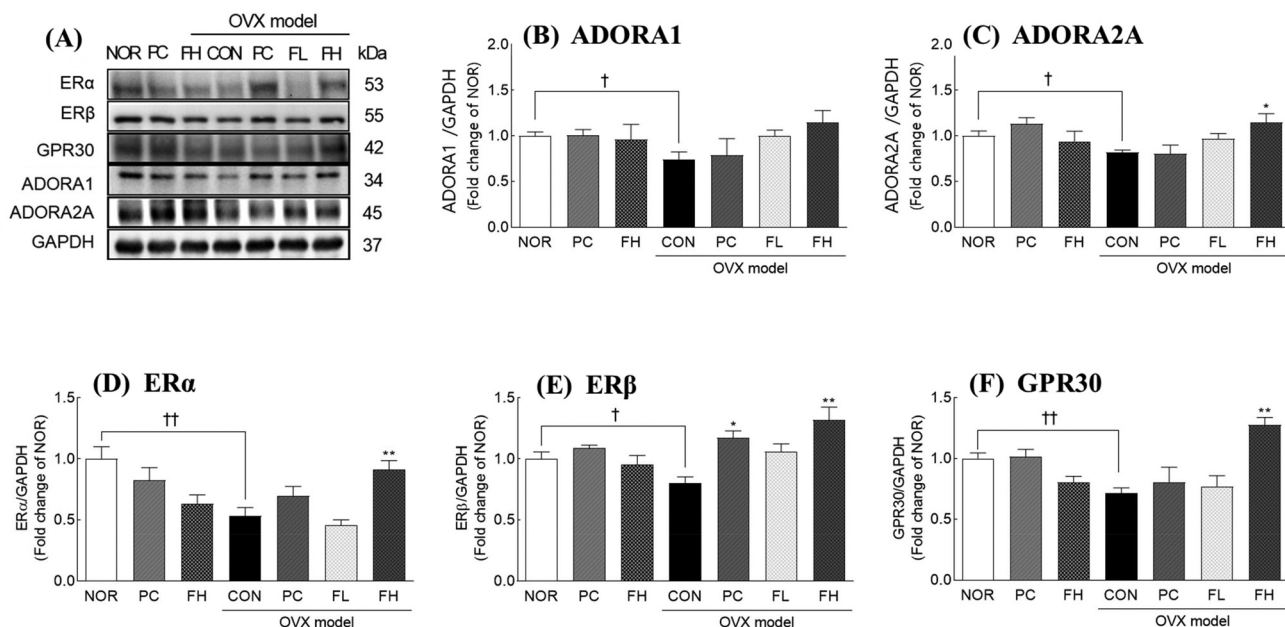 (A)
OVX model
NOR PC FH CON PC FL FH kDa
ERα 53
ERβ 55
GPR30 42
ADORA1 34
ADORA2A 45
GAPDH 37
(B) ADORA1
ADORA1 /GAPDH
(Fold change of NOR)
2.0
1.5
1.0
0.5
0.0
†
NOR PC FH CON PC FL FH
OVX model
(C) ADORA2A
ADORA2A /GAPDH
(Fold change of NOR)
2.0
1.5
1.0
0.5
0.0
†
*
NOR PC FH CON PC FL FH
OVX model
(D) ERα
ERα/GAPDH
(Fold change of NOR)
1.5
1.0
0.5
0.0
††
**
NOR PC FH CON PC FL FH
OVX model
(E) ERβ
ERβ/GAPDH
(Fold change of NOR)
1.5
1.0
0.5
0.0
†
*
**
NOR PC FH CON PC FL FH
OVX model
(F) GPR30
GPR30/GAPDH
(Fold change of NOR)
1.5
1.0
0.5
0.0
††
**
NOR PC FH CON PC FL FH
OVX model